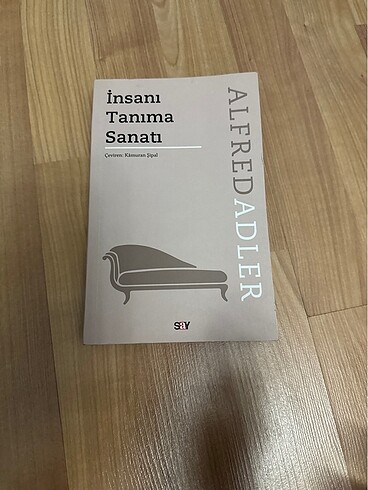 İnsanı
Tanıma
Sanatı
Çeviren: Kâmuran Şipal
ALFRED ADLER
say